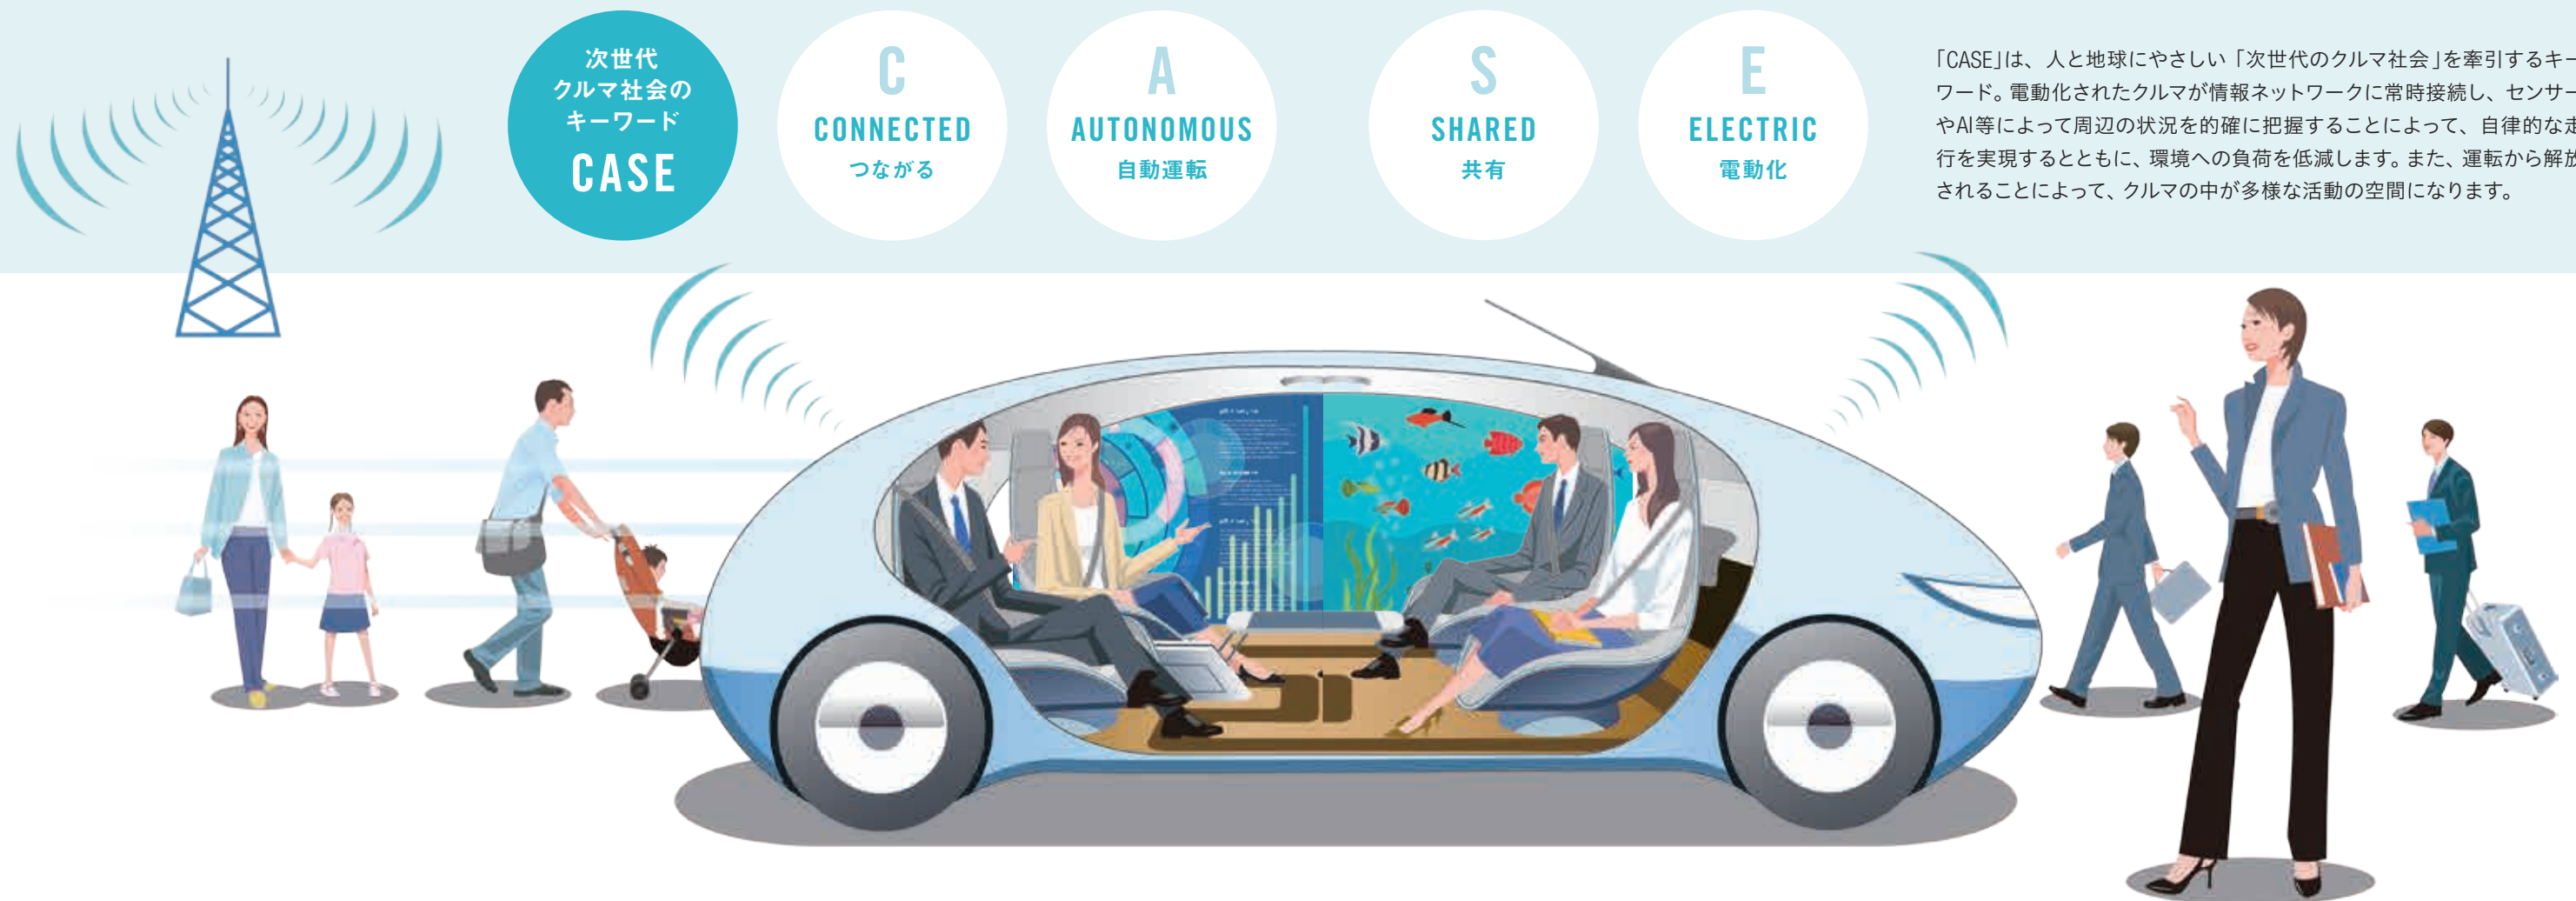 次世代
クルマ社会の
キーワード
CASE
C
CONNECTED
つながる
A
AUTONOMOUS
自動運転
S
SHARED
共有
E
ELECTRIC
電動化
「CASE」は、人と地球にやさしい「次世代のクルマ社会」を牽引するキー
ワード。電動化されたクルマが情報ネットワークに常時接続し、センサー
やAI等によって周辺の状況を的確に把握することによって、自律的な走
行を実現するとともに、環境への負荷を低減します。また、運転から解放
されることによって、クルマの中が多様な活動の空間になります。